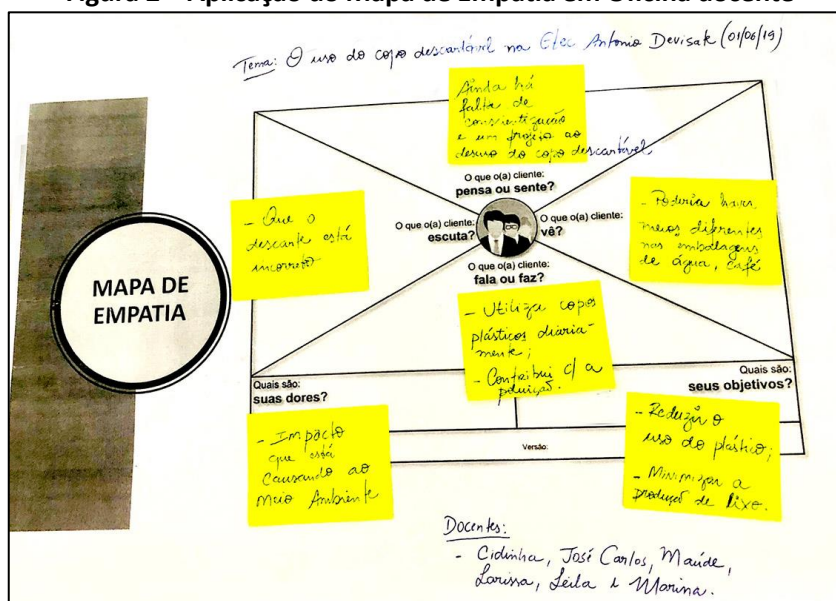 Figura 2 – Aplicação do Mapa de Empatia em Oficina docente
Tema: O uso do copo descartável na Etec Antonio Devisate (01/06/19)
Ainda há
falta de
conscientização
e um projeto ao
desuso do copo descartável
O que o(a) cliente:
pensa ou sente?
- Que o
descarte está
incorreto
O que o(a) cliente:
escuta?
O que o(a) cliente:
vê?
- Poderia haver
meios diferentes
nas embalagens
de água, café
MAPA DE
EMPATIA
O que o(a) cliente:
fala ou faz?
- Utiliza copos
plásticos diaria-
mente;
- Contribui c/ a
poluição.
Quais são:
suas dores?
Quais são:
seus objetivos?
- Impacto
que está
causando ao
Meio Ambiente
Versão:
- Reduzir o
uso do plástico;
- Minimizar a
produção de lixo.
Docentes:
- Cidinha, José Carlos, Maúde,
Larissa, Leila e Marina.